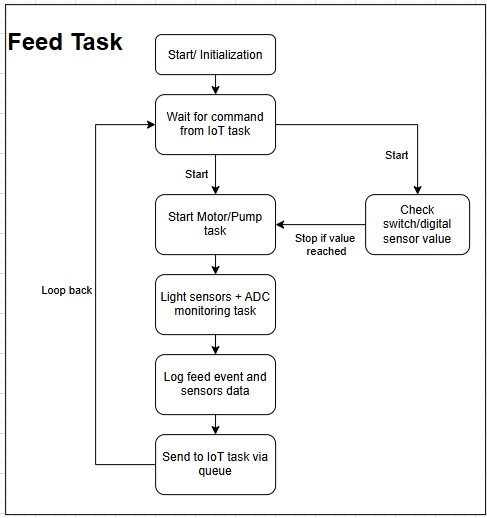 Feed Task
Start/ Initialization
Wait for command
from IoT task
Start
Start
Start Motor/Pump
task
Check
switch/digital
sensor value
Stop if value
reached
Light sensors + ADC
monitoring task
Loop back
Log feed event and
sensors data
Send to IoT task via
queue